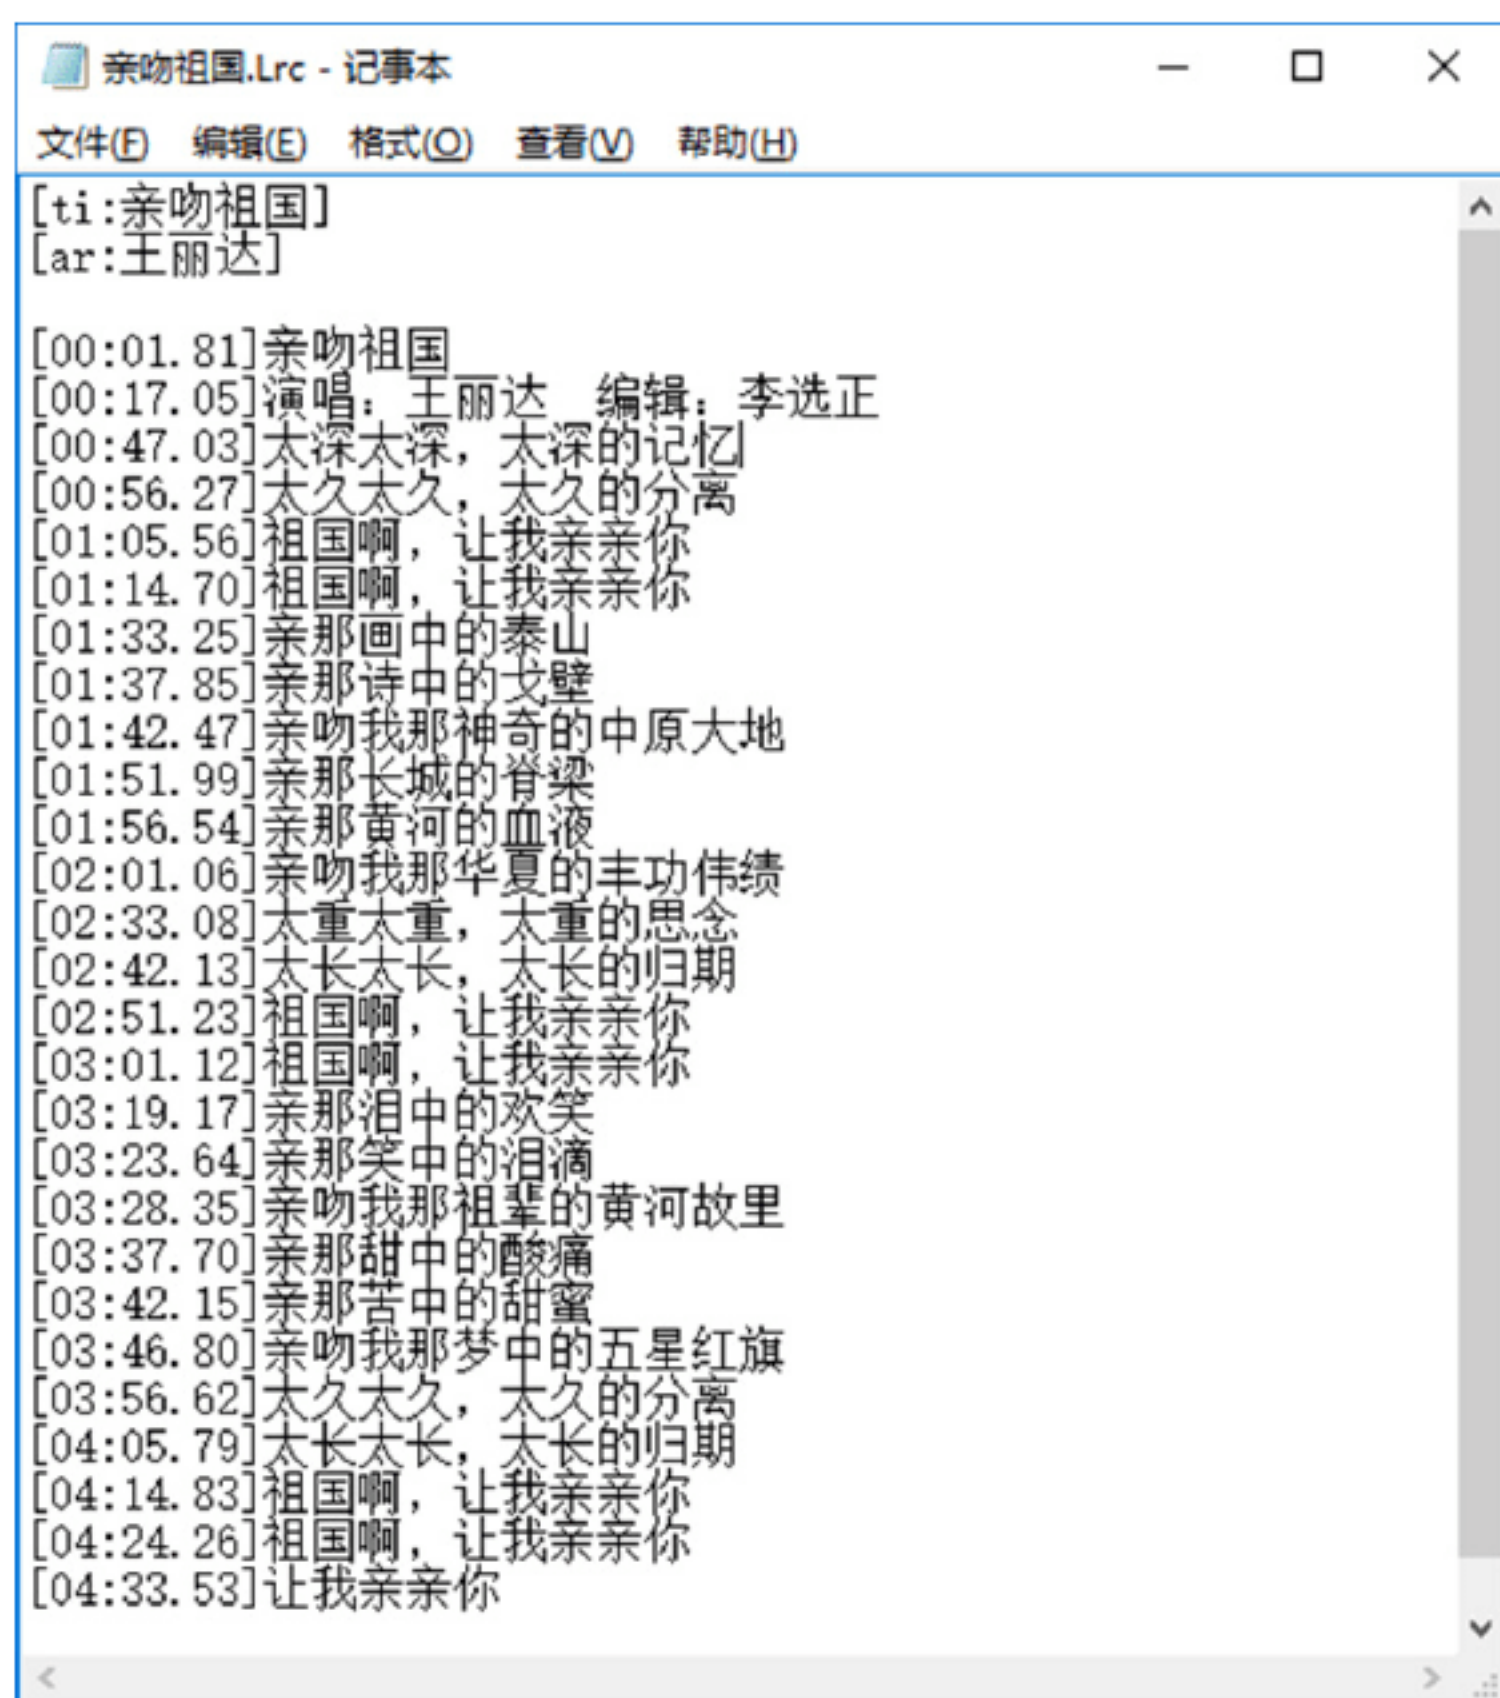 亲吻祖国.Lrc - 记事本
文件(F) 编辑(E) 格式(O) 查看(V) 帮助(H)
[ti:亲吻祖国]
[ar:王丽达]
[00:01.81]亲吻祖国
[00:17.05]演唱：王丽达　编辑：李选正
[00:47.03]太深太深，太深的记忆
[00:56.27]太久太久，太久的分离
[01:05.56]祖国啊，让我亲亲你
[01:14.70]祖国啊，让我亲亲你
[01:33.25]亲那画中的泰山
[01:37.85]亲那诗中的戈壁
[01:42.47]亲吻我那神奇的中原大地
[01:51.99]亲那长城的脊梁
[01:56.54]亲那黄河的血液
[02:01.06]亲吻我那华夏的丰功伟绩
[02:33.08]太重太重，太重的思念
[02:42.13]太长太长，太长的归期
[02:51.23]祖国啊，让我亲亲你
[03:01.12]祖国啊，让我亲亲你
[03:19.17]亲那泪中的欢笑
[03:23.64]亲那笑中的泪滴
[03:28.35]亲吻我那祖辈的黄河故里
[03:37.70]亲那甜中的酸痛
[03:42.15]亲那苦中的甜蜜
[03:46.80]亲吻我那梦中的五星红旗
[03:56.62]太久太久，太久的分离
[04:05.79]太长太长，太长的归期
[04:14.83]祖国啊，让我亲亲你
[04:24.26]祖国啊，让我亲亲你
[04:33.53]让我亲亲你